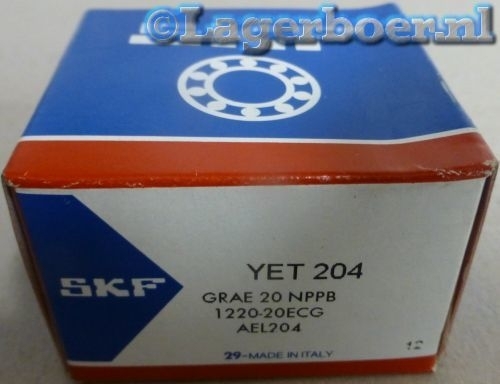 ©Lagerboer.nl
SKF
YET 204
GRAE 20 NPPB
1220-20ECG
AEL204
29-MADE IN ITALY
12